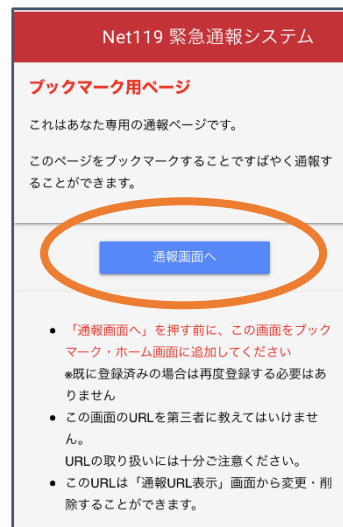 Net119 緊急通報システム
ブックマーク用ページ
これはあなた専用の通報ページです。
このページをブックマークすることですばやく通報す
ることができます。
通報画面へ
● 「通報画面へ」を押す前に、この画面をブック
マーク・ホーム画面に追加してください
※既に登録済みの場合は再度登録する必要はあ
りません
● この画面のURLを第三者に教えてはいけませ
ん。
URLの取り扱いには十分ご注意ください。
● このURLは「通報URL表示」画面から変更・削
除することができます。